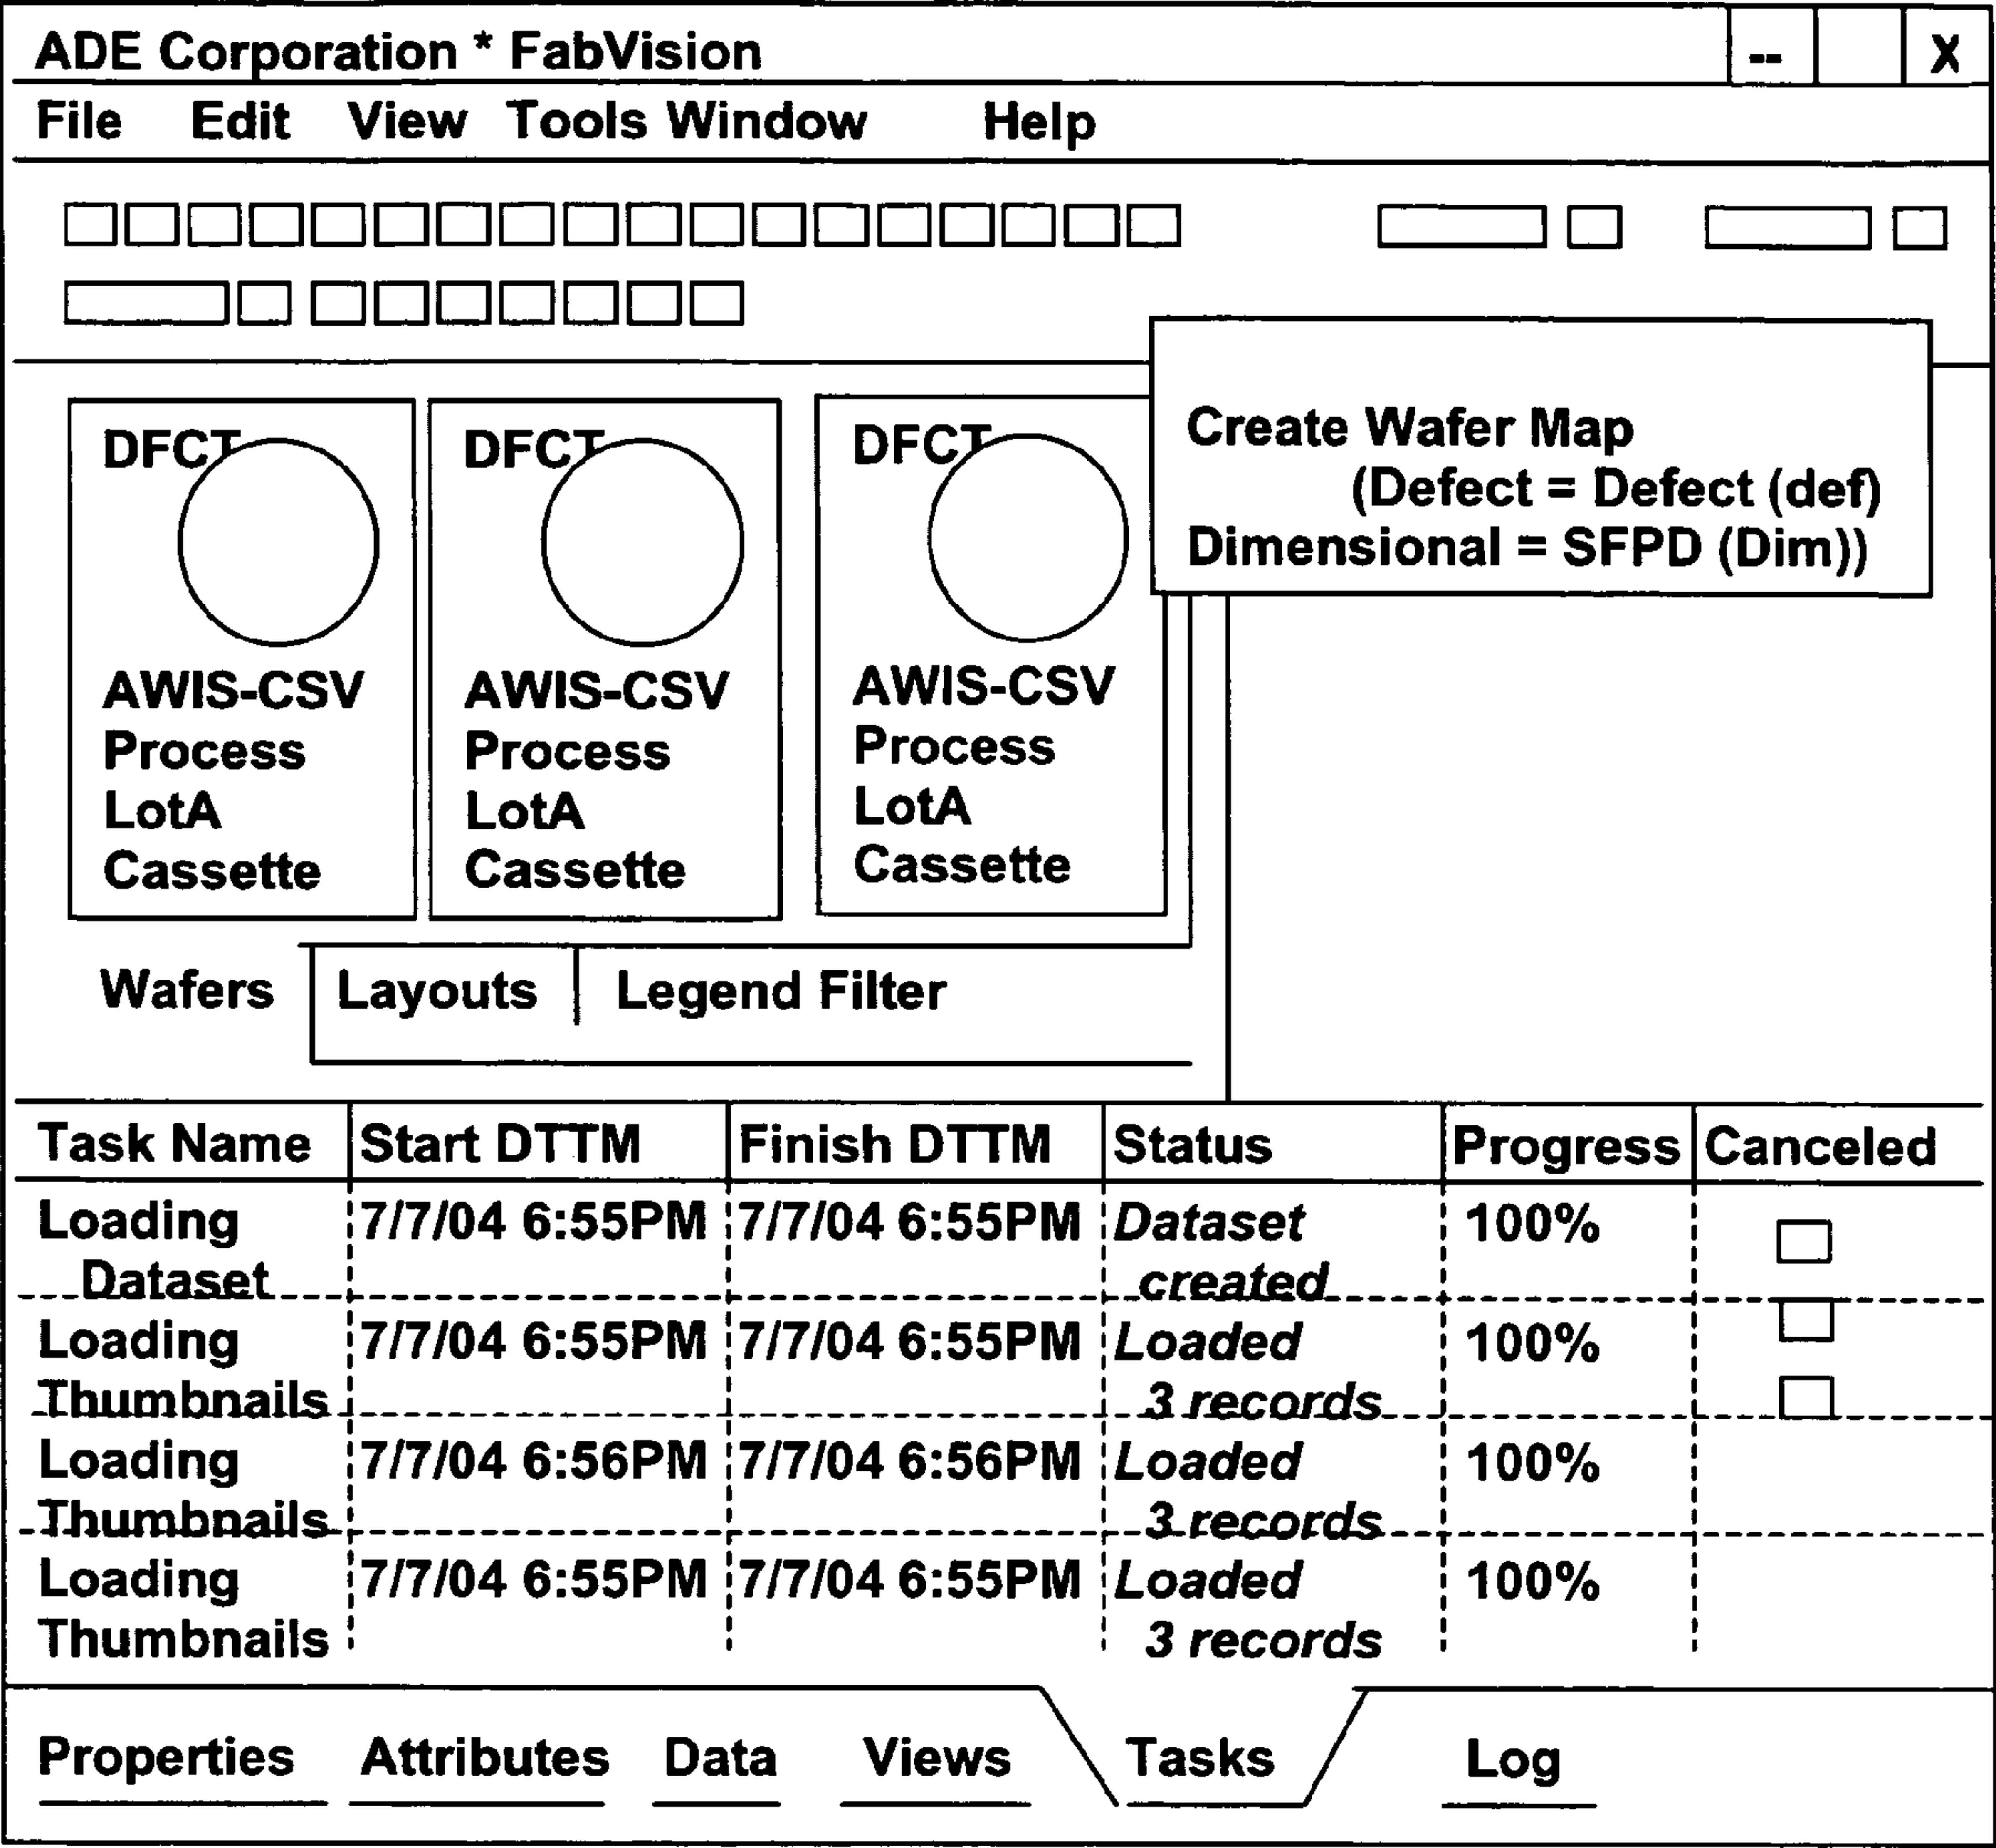 ADE Corporation * FabVision -- X
File Edit View Tools Window Help
Create Wafer Map
(Defect = Defect (def)
Dimensional = SFPD (Dim))
DFCT DFCT DFCT
AWIS-CSV AWIS-CSV AWIS-CSV
Process Process Process
LotA LotA LotA
Cassette Cassette Cassette
Wafers Layouts Legend Filter
Task Name Start DTTM Finish DTTM Status Progress Canceled
Loading 7/7/04 6:55PM 7/7/04 6:55PM Dataset 100%
Dataset created
Loading 7/7/04 6:55PM 7/7/04 6:55PM Loaded 100%
Thumbnails 3 records
Loading 7/7/04 6:56PM 7/7/04 6:56PM Loaded 100%
Thumbnails 3 records
Loading 7/7/04 6:55PM 7/7/04 6:55PM Loaded 100%
Thumbnails 3 records
Properties Attributes Data Views Tasks Log